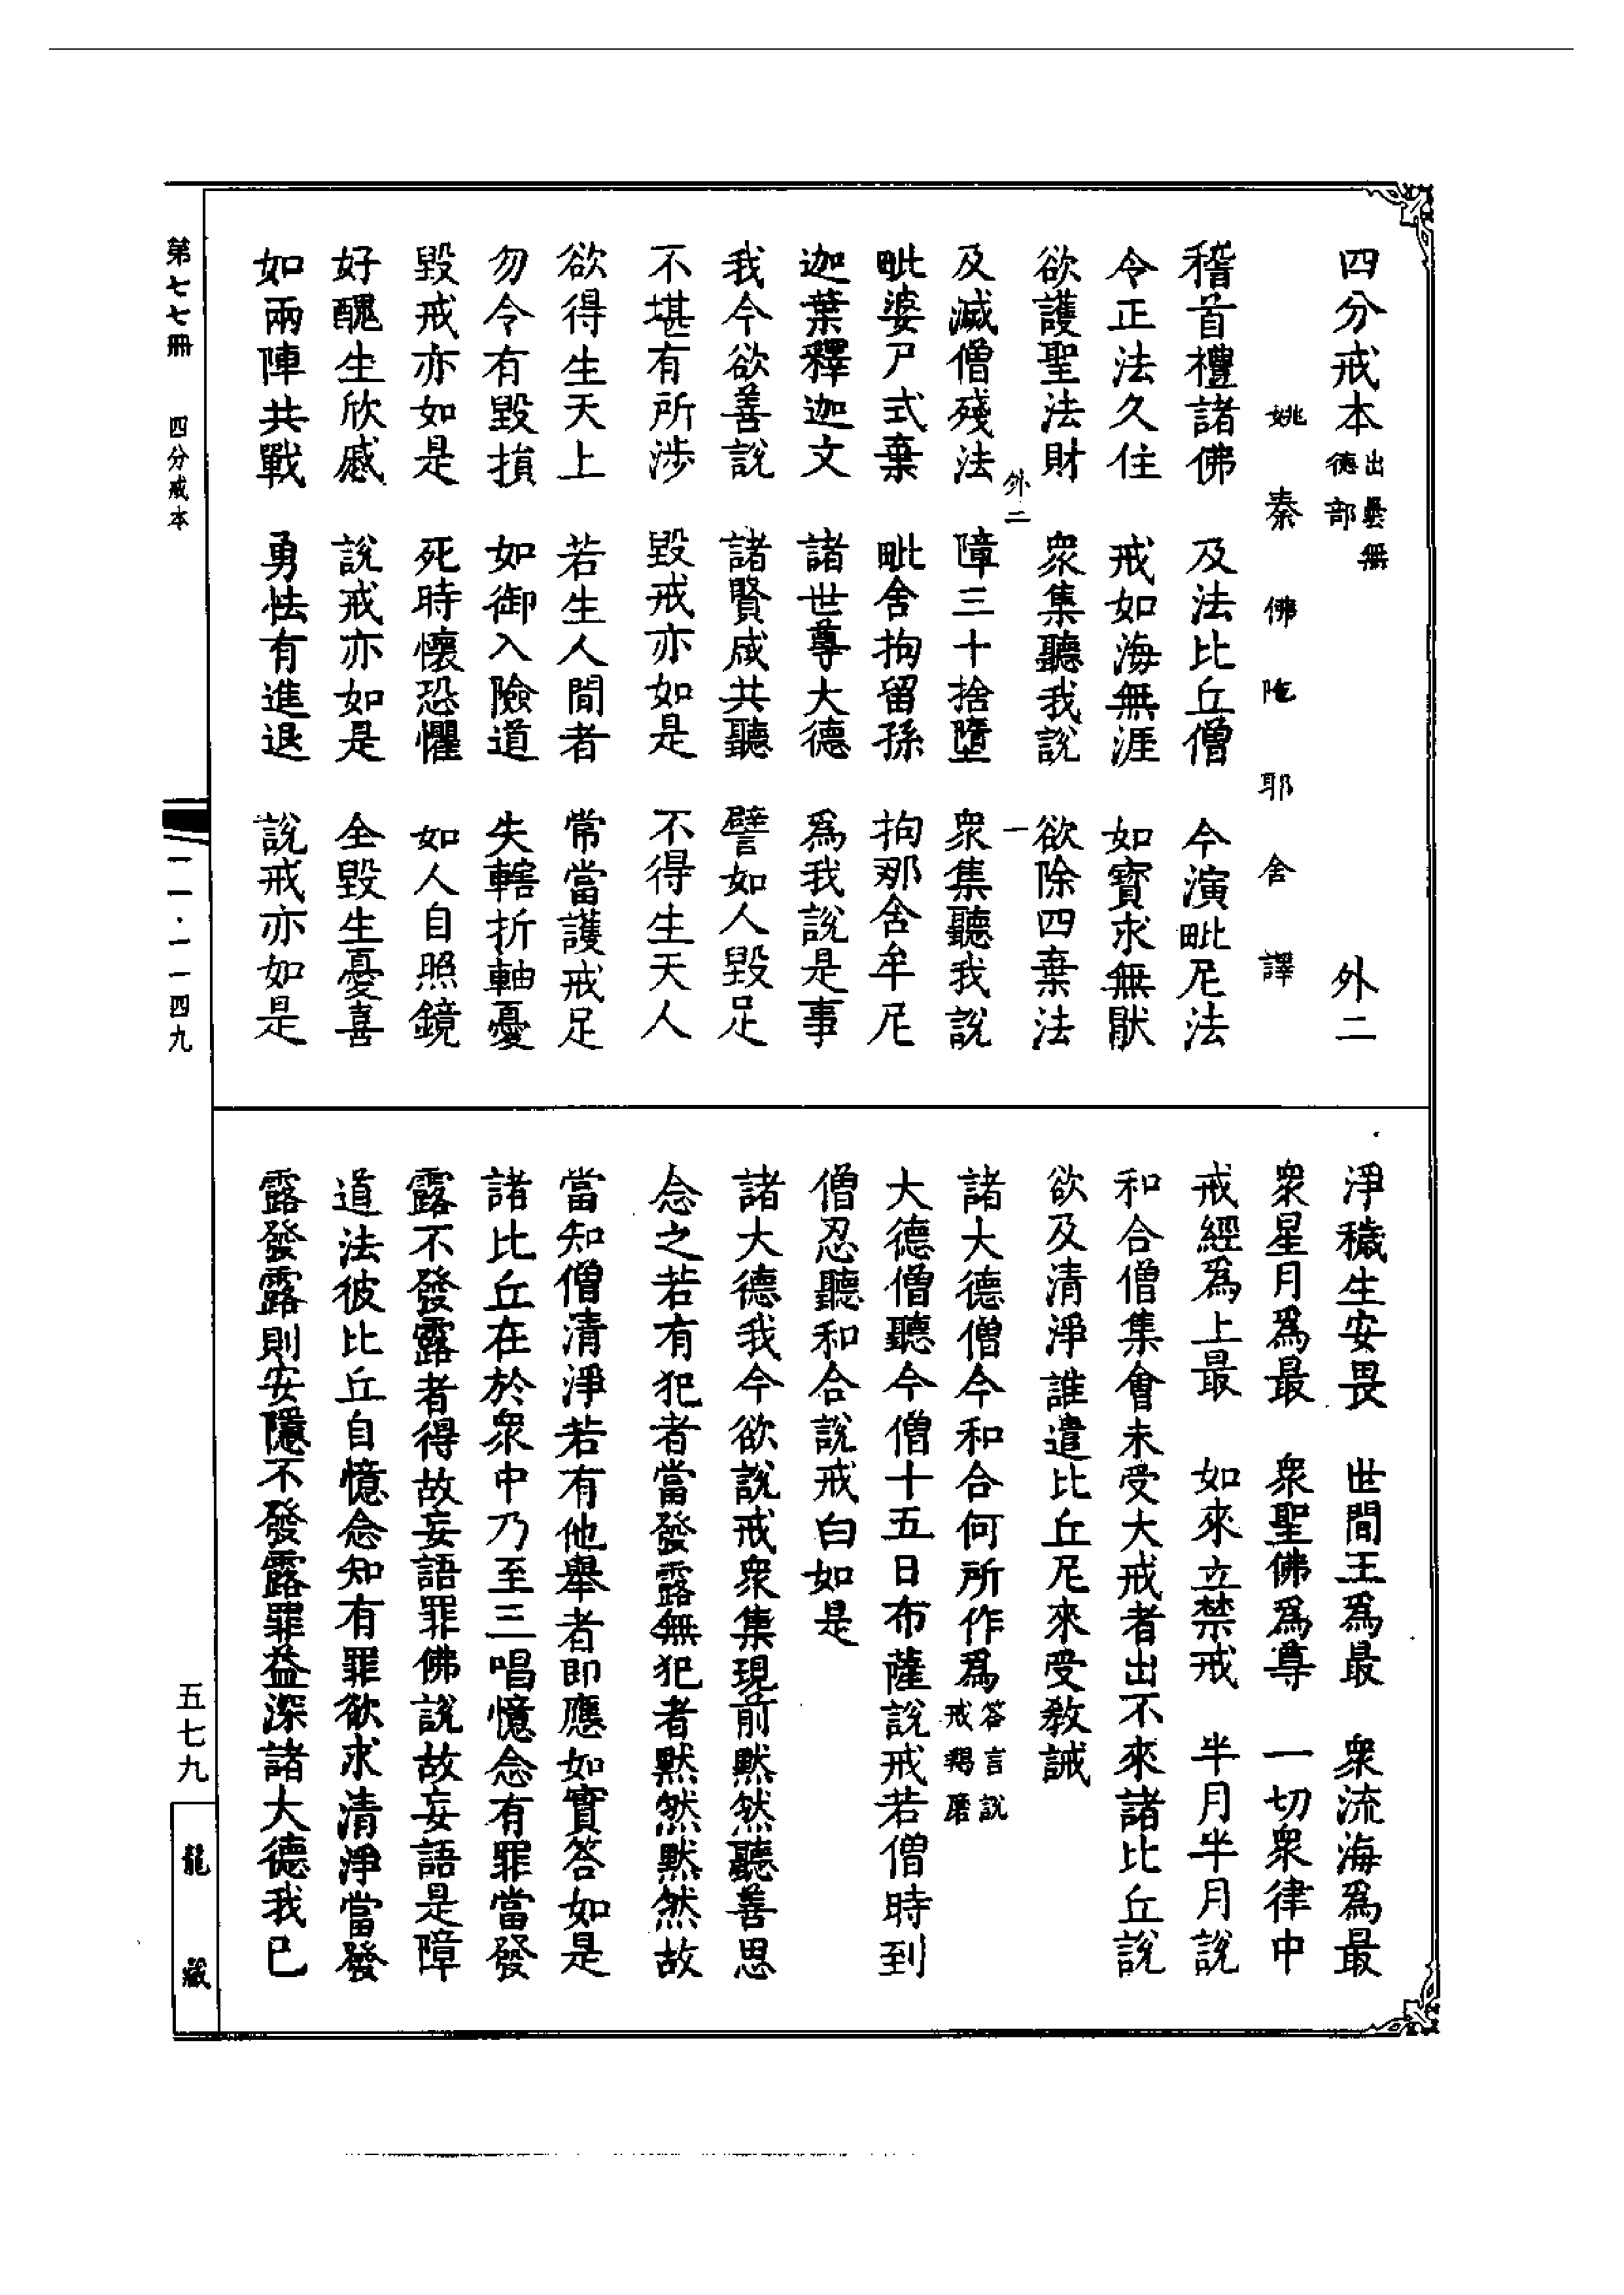 四分戒本出曇無德部 外二
姚秦佛陀耶舍譯
稽首禮諸佛 及法比丘僧 今演毗尼法
令正法久住 戒如海無涯 如寶求無猒
欲護聖法財 衆集聽我說 欲除四棄法
外二 一
及滅僧殘法 障三十捨墮 衆集聽我說
毗婆尸式棄 毗舍拘留孫 拘那含牟尼
迦葉釋迦文 諸世尊大德 爲我說是事
我今欲善說 諸賢咸共聽 譬如人毀足
不堪有所涉 毀戒亦如是 不得生天人
欲得生天上 若生人間者 常當護戒足
勿令有毀損 如御入險道 失轄折軸憂
毀戒亦如是 死時懷恐懼 如人自照鏡
好醜生欣慼 說戒亦如是 全毀生憂喜
如兩陣共戰 勇怯有進退 說戒亦如是
淨穢生安畏 世間王爲最 衆流海爲最
衆星月爲最 衆聖佛爲尊 一切衆律中
戒經爲上最 如來立禁戒 半月半月說
和合僧集會未受大戒者出不來諸比丘說
欲及清淨誰遣比丘尼來受教誡
諸大德僧今和合何所作爲答言說戒羯磨
大德僧聽今僧十五日布薩說戒若僧時到
僧忍聽和合說戒白如是
諸大德我今欲說戒衆集現前默然聽善思
念之若有犯者當發露無犯者默然默然故
當知僧清淨若有他舉者即應如實答如是
諸比丘在於衆中乃至三唱憶念有罪當發
露不發露者得故妄語罪佛說故妄語是障
道法彼比丘自憶念知有罪欲求清淨當發
露發露則安隱不發露罪益深諸大德我已
第七七冊 四分戒本 一一·一一四九
五七九
龍藏